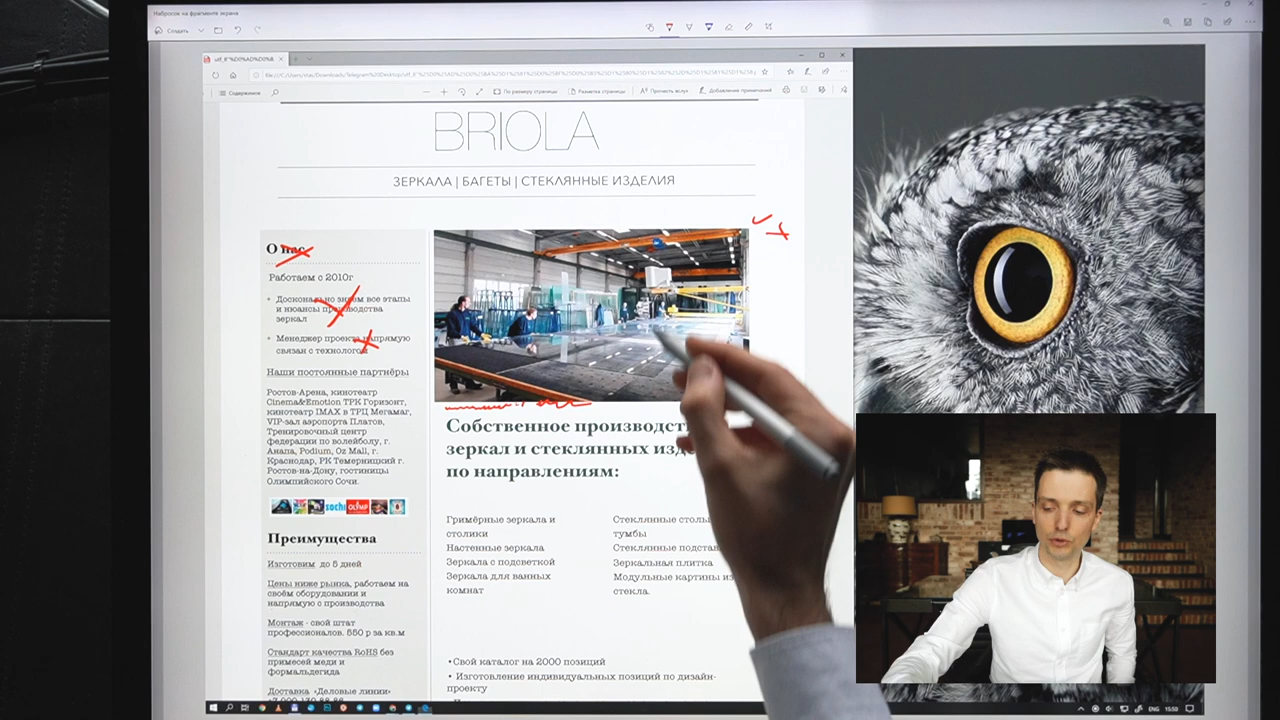 Набросок на фрагменте экрана
Создать
Содержимое
По размеру страницы
Разметка страницы
Прочесть вслух
Добавление примечаний
BRIOLA
ЗЕРКАЛА | БАГЕТЫ | СТЕКЛЯННЫЕ ИЗДЕЛИЯ
О нас
Работаем с 2010г
Досконально знаем все этапы
и нюансы производства
зеркал
Менеджер проекта напрямую
связан с технологом
Наши постоянные партнёры
Ростов-Арена, кинотеатр
Cinema&Emotion ТРК Горизонт,
кинотеатр IMAX в ТРЦ Мегамаг,
VIP-зал аэропорта Платов,
Тренировочный центр
федерации по волейболу, г.
Анапа, Podium, Oz Mall, г.
Краснодар, РК Темерницкий г.
Ростов-на-Дону, гостиницы
Олимпийского Сочи.
sochi
Преимущества
Изготовим до 5 дней
Цены ниже рынка, работаем на
своём оборудовании и
напрямую с производства
Монтаж - свой штат
профессионалов. 550 р за кв.м
Стандарт качества RoHS без
примесей меди и
формальдегида
Доставка «Деловые линии»
Собственное производст
зеркал и стеклянных изд
по направлениям:
Гримёрные зеркала и
столики
Настенные зеркала
Зеркала с подсветкой
Зеркала для ванных
комнат
Стеклянные столы
тумбы
Стеклянные подстав
Зеркальная плитка
Модульные картины из
стекла.
•Свой каталог на 2000 позиций
• Изготовление индивидуальных позиций по дизайн-
проекту
ENG
15:50